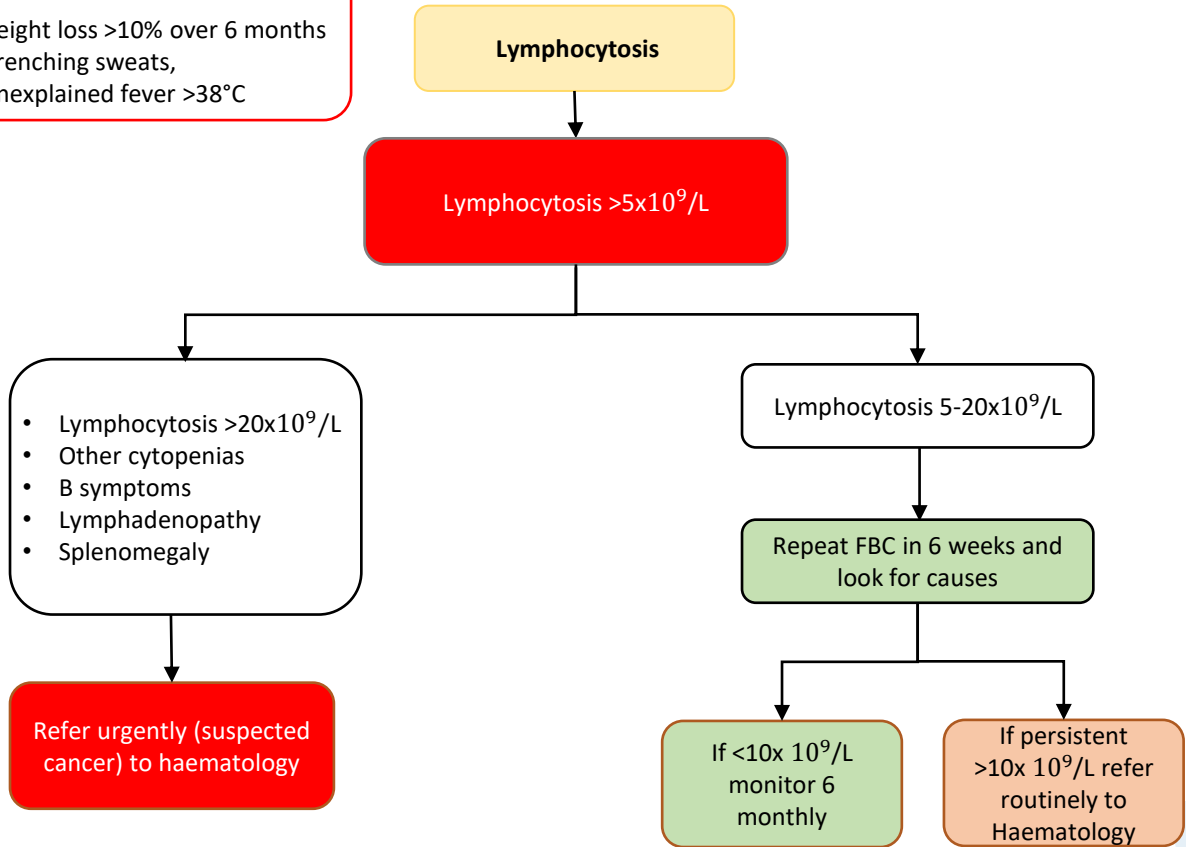 eight loss >10% over 6 months
renching sweats,
nexplained fever >38°C
Lymphocytosis
Lymphocytosis >5x10⁹/L
• Lymphocytosis >20x10⁹/L
• Other cytopenias
• B symptoms
• Lymphadenopathy
• Splenomegaly
Refer urgently (suspected
cancer) to haematology
Lymphocytosis 5-20x10⁹/L
Repeat FBC in 6 weeks and
look for causes
If <10x 10⁹/L
monitor 6
monthly
If persistent
>10x 10⁹/L refer
routinely to
Haematology